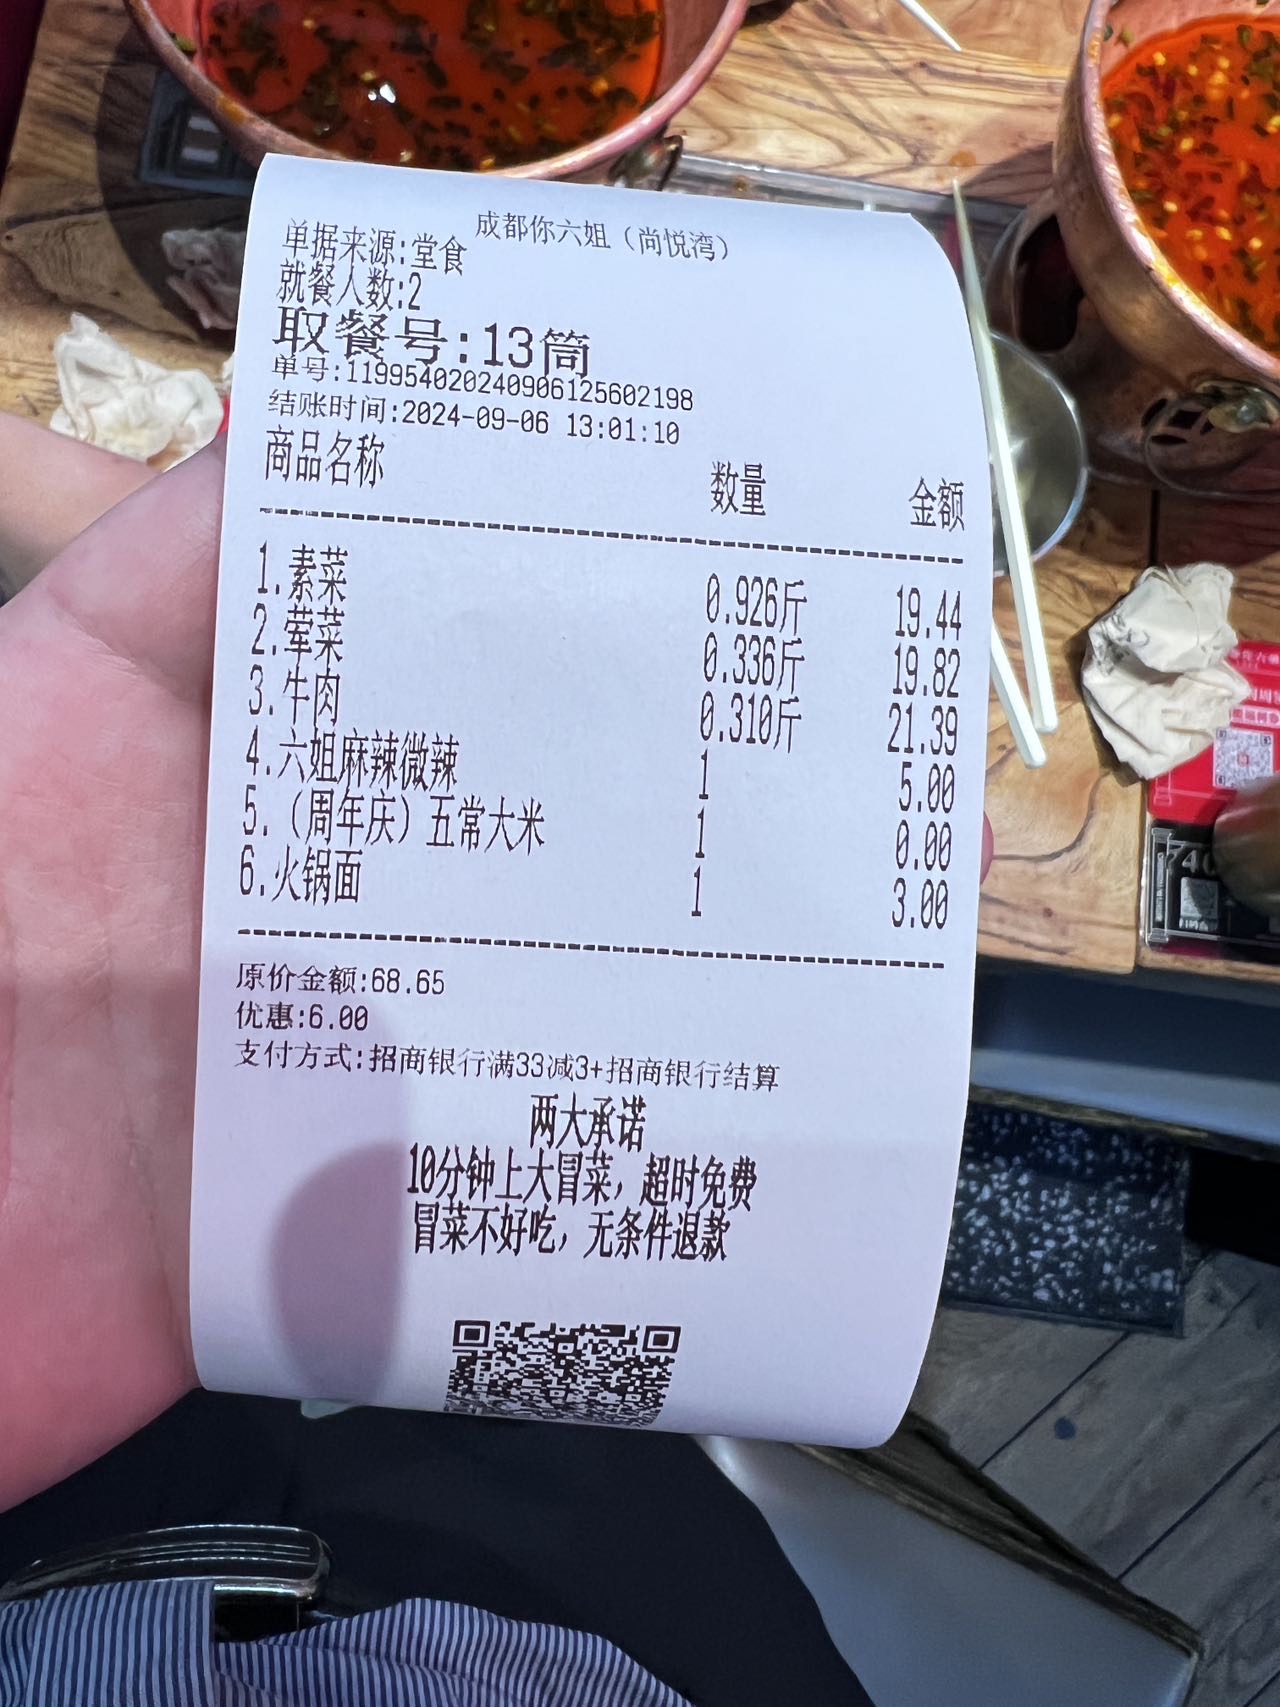 成都你六姐（尚悦湾）
单据来源:堂食
就餐人数:2
取餐号:13筒
单号:11995402024090612560219​8
结账时间:2024-09-06 13:01:10
商品名称 数量 金额
1.素菜 0.926斤 19.44
2.荤菜 0.336斤 19.82
3.牛肉 0.310斤 21.39
4.六姐麻辣微辣 1 5.00
5.（周年庆）五常大米 1 0.00
6.火锅面 1 3.00
原价金额:68.65
优惠:6.00
支付方式:招商银行满33减3+招商银行结算
两大承诺
10分钟上大冒菜，超时免费
冒菜不好吃，无条件退款